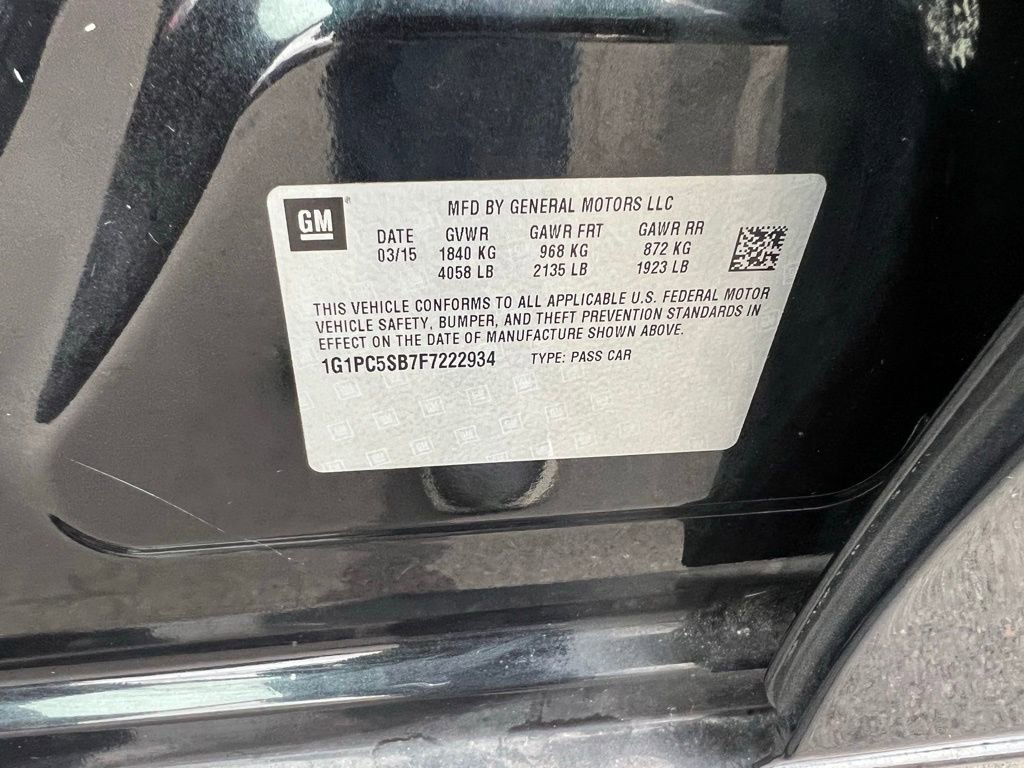 GM
MFD BY GENERAL MOTORS LLC
DATE GVWR GAWR FRT GAWR RR
03/15 1840 KG 968 KG 872 KG
4058 LB 2135 LB 1923 LB
THIS VEHICLE CONFORMS TO ALL APPLICABLE U.S. FEDERAL MOTOR
VEHICLE SAFETY, BUMPER, AND THEFT PREVENTION STANDARDS IN
EFFECT ON THE DATE OF MANUFACTURE SHOWN ABOVE.
1G1PC5SB7F7222934 TYPE: PASS CAR